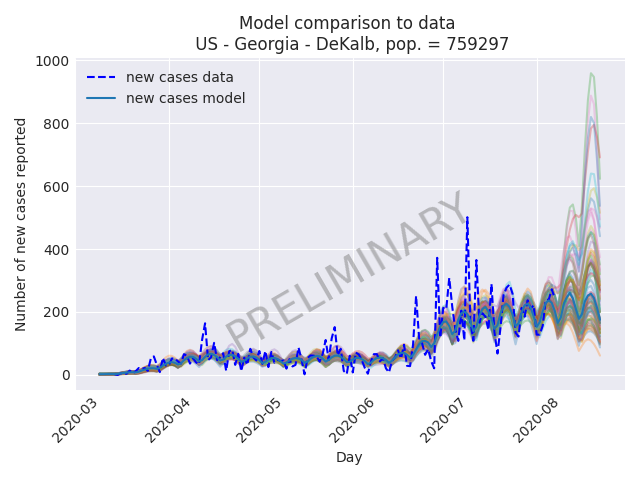 Model comparison to data
US - Georgia - DeKalb, pop. = 759297
1000
800
600
400
200
0
Number of new cases reported
new cases data
new cases model
PRELIMINARY
2020-03
2020-04
2020-05
2020-06
2020-07
2020-08
Day